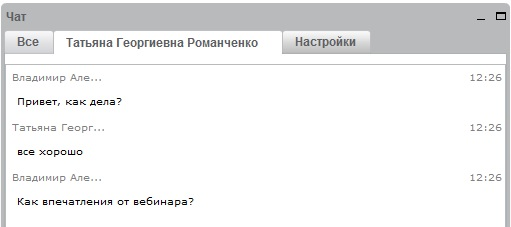 Чат
Все Татьяна Георгиевна Романченко Настройки
Владимир Але... 12:26
Привет, как дела?
Татьяна Георг... 12:26
все хорошо
Владимир Але... 12:26
Как впечатления от вебинара?